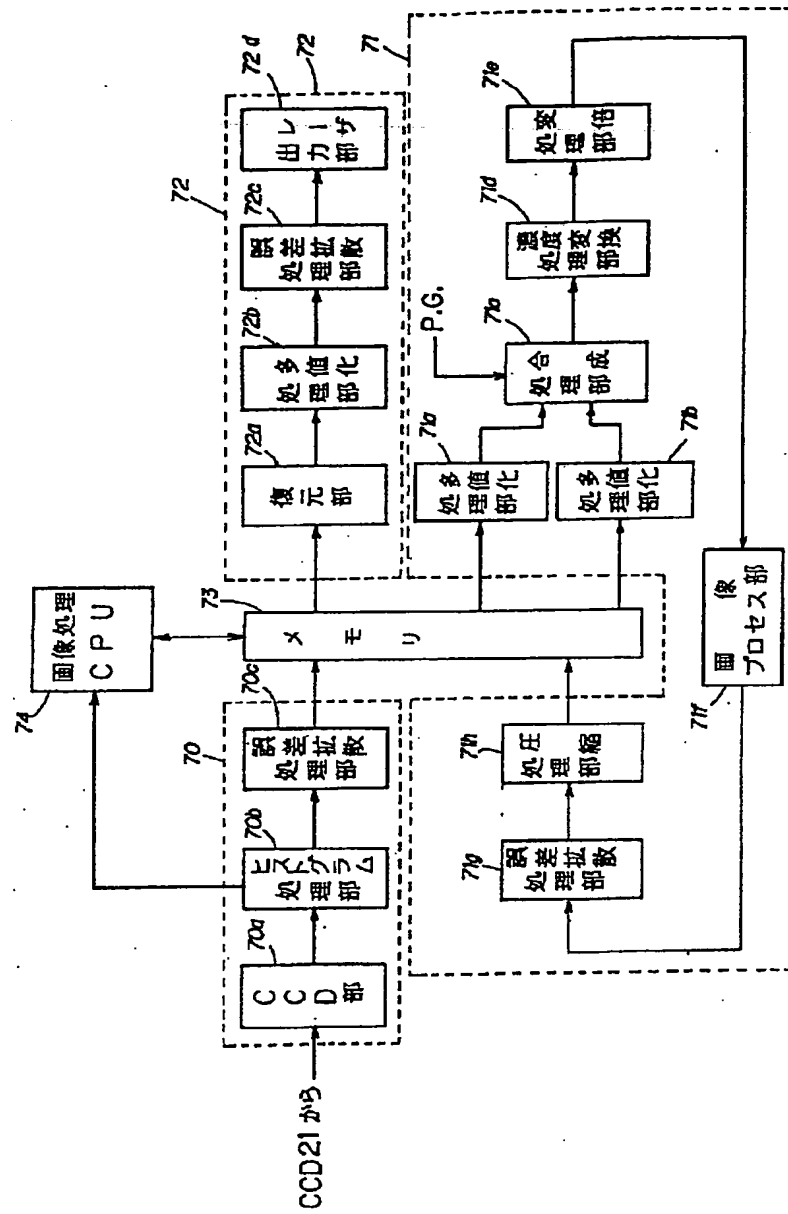 74
画像処理
CPU
73
メモリ
72
72
72a
復元部
72b
多値化
処理部
72c
誤差拡散
処理部
72d
レーザ
出力部
70
70a
CCD部
70b
ヒストグラム
処理部
70c
誤差拡散
処理部
CCD21から
71
71a
多値化
処理部
71b
多値化
処理部
P.G.
合成
処理部
71d
濃度変換
処理部
71e
変倍
処理部
71f
画像
プロセス部
71g
誤差拡散
処理部
71h
圧縮
処理部